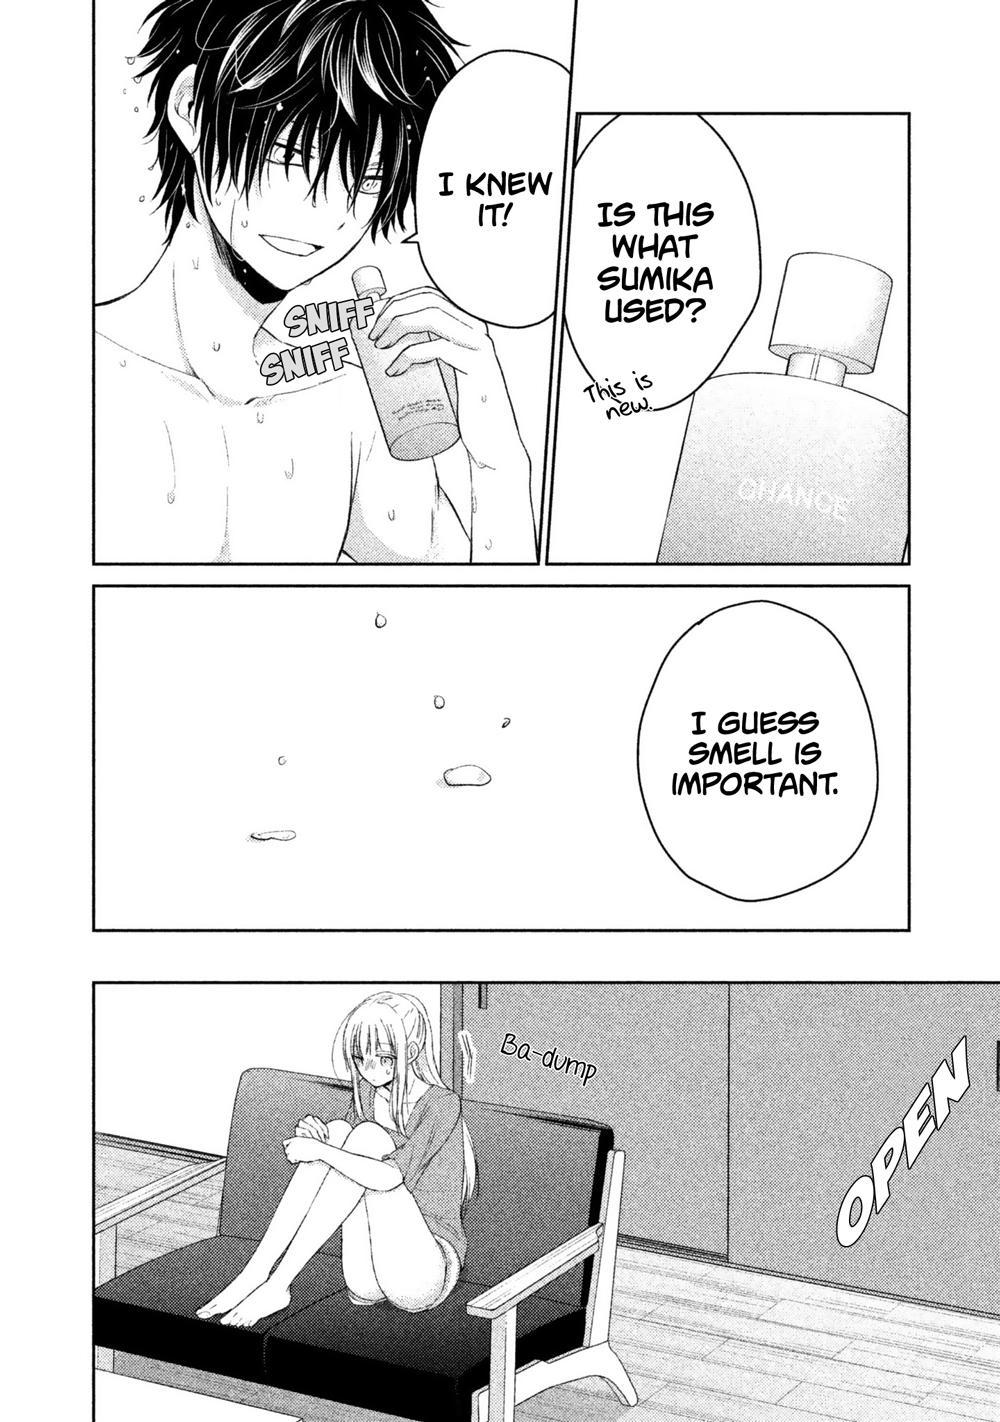 IS THIS
WHAT
SUMIKA
USED?
This is
new.
CHANCE
I KNEW
IT!
SNIFF
SNIFF
I GUESS
SMELL IS
IMPORTANT.
OPEN
Ba-dump